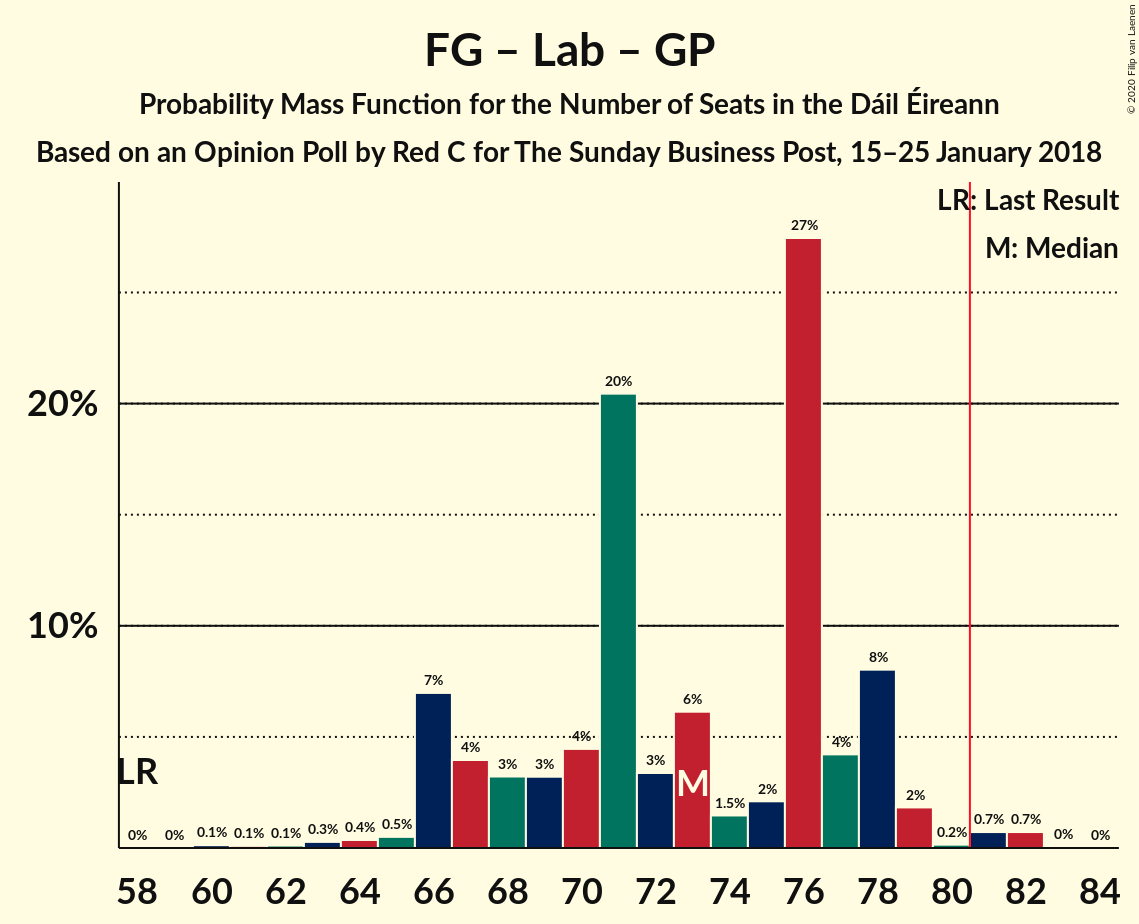 FG – Lab – GP
Probability Mass Function for the Number of Seats in the Dáil Éireann
Based on an Opinion Poll by Red C for The Sunday Business Post, 15–25 January 2018
© 2020 Filip van Laenen
LR: Last Result
M: Median
20%
10%
LR
M
0% 0% 0.1% 0.1% 0.1% 0.3% 0.4% 0.5% 7% 4% 3% 3% 4% 20% 3% 6% 1.5% 2% 27% 4% 8% 2% 0.2% 0.7% 0.7% 0% 0%
58 60 62 64 66 68 70 72 74 76 78 80 82 84